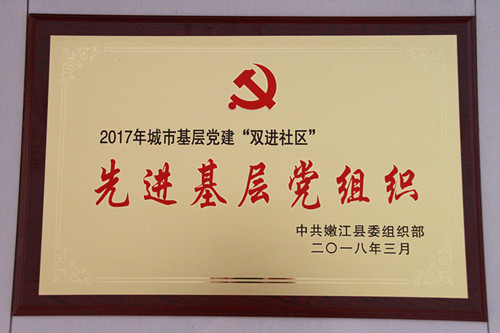 2017年城市基层党建“双进社区”
先进基层党组织
中共嫩江县委组织部
二〇一八年三月